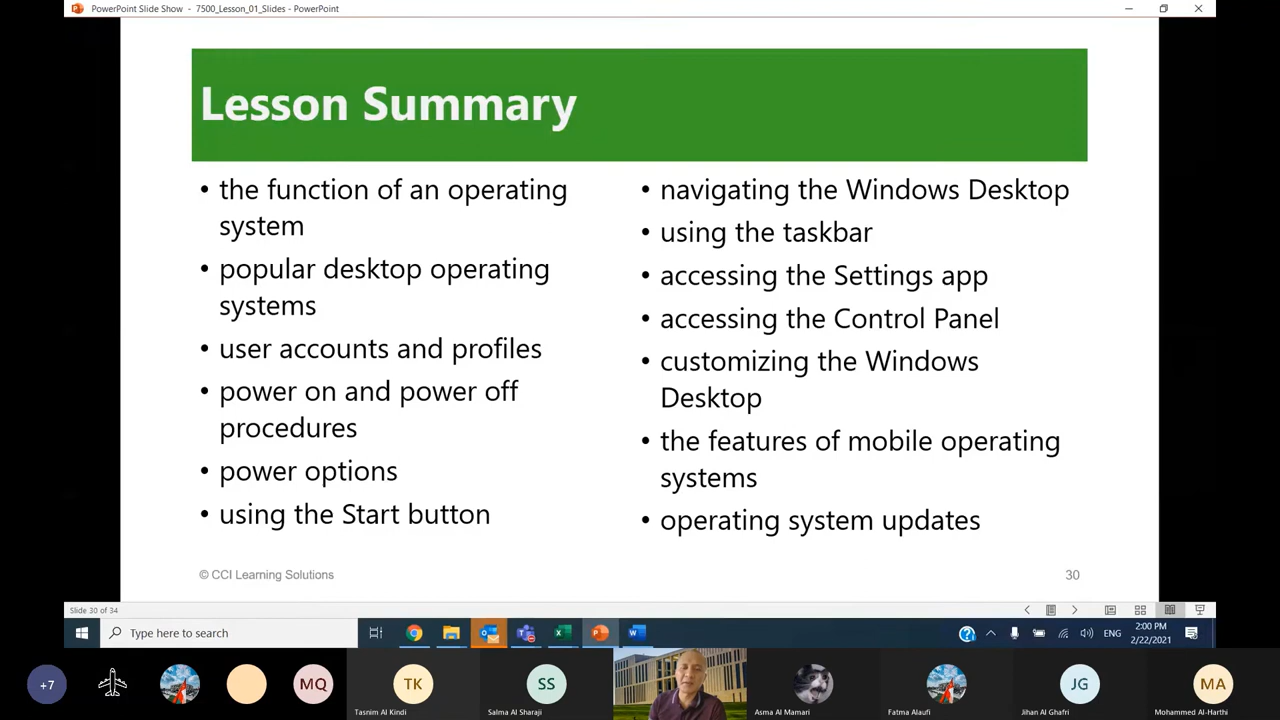 PowerPoint Slide Show - 7500_Lesson_01_Slides - PowerPoint
Lesson Summary
• the function of an operating
system
• popular desktop operating
systems
• user accounts and profiles
• power on and power off
procedures
• power options
• using the Start button
• navigating the Windows Desktop
• using the taskbar
• accessing the Settings app
• accessing the Control Panel
• customizing the Windows
Desktop
• the features of mobile operating
systems
• operating system updates
© CCI Learning Solutions
30
Slide 30 of 34
Type here to search
ENG
2:00 PM
2/22/2021
+7
MQ
TK
SS
JG
MA
Tasnim Al Kindi
Salma Al Sharaji
Asma Al Mamari
Fatma Alaufi
Jihan Al Ghafri
Mohammed Al-Harthi